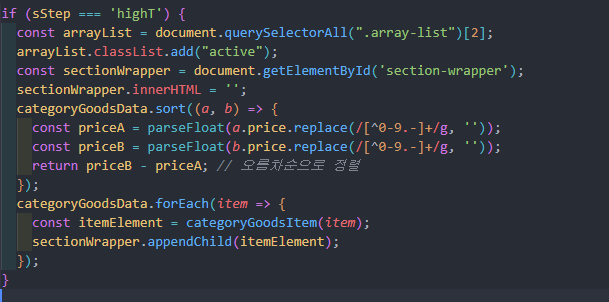 if (sStep === 'highT') {
  const arrayList = document.querySelectorAll(".array-list")[2];
  arrayList.classList.add("active");
  const sectionWrapper = document.getElementById('section-wrapper');
  sectionWrapper.innerHTML = '';
  categoryGoodsData.sort((a, b) => {
    const priceA = parseFloat(a.price.replace(/[^0-9.-]+/g, ''));
    const priceB = parseFloat(b.price.replace(/[^0-9.-]+/g, ''));
    return priceB - priceA; // 오름차순으로 정렬
  });
  categoryGoodsData.forEach(item => {
    const itemElement = categoryGoodsItem(item);
    sectionWrapper.appendChild(itemElement);
  });
}